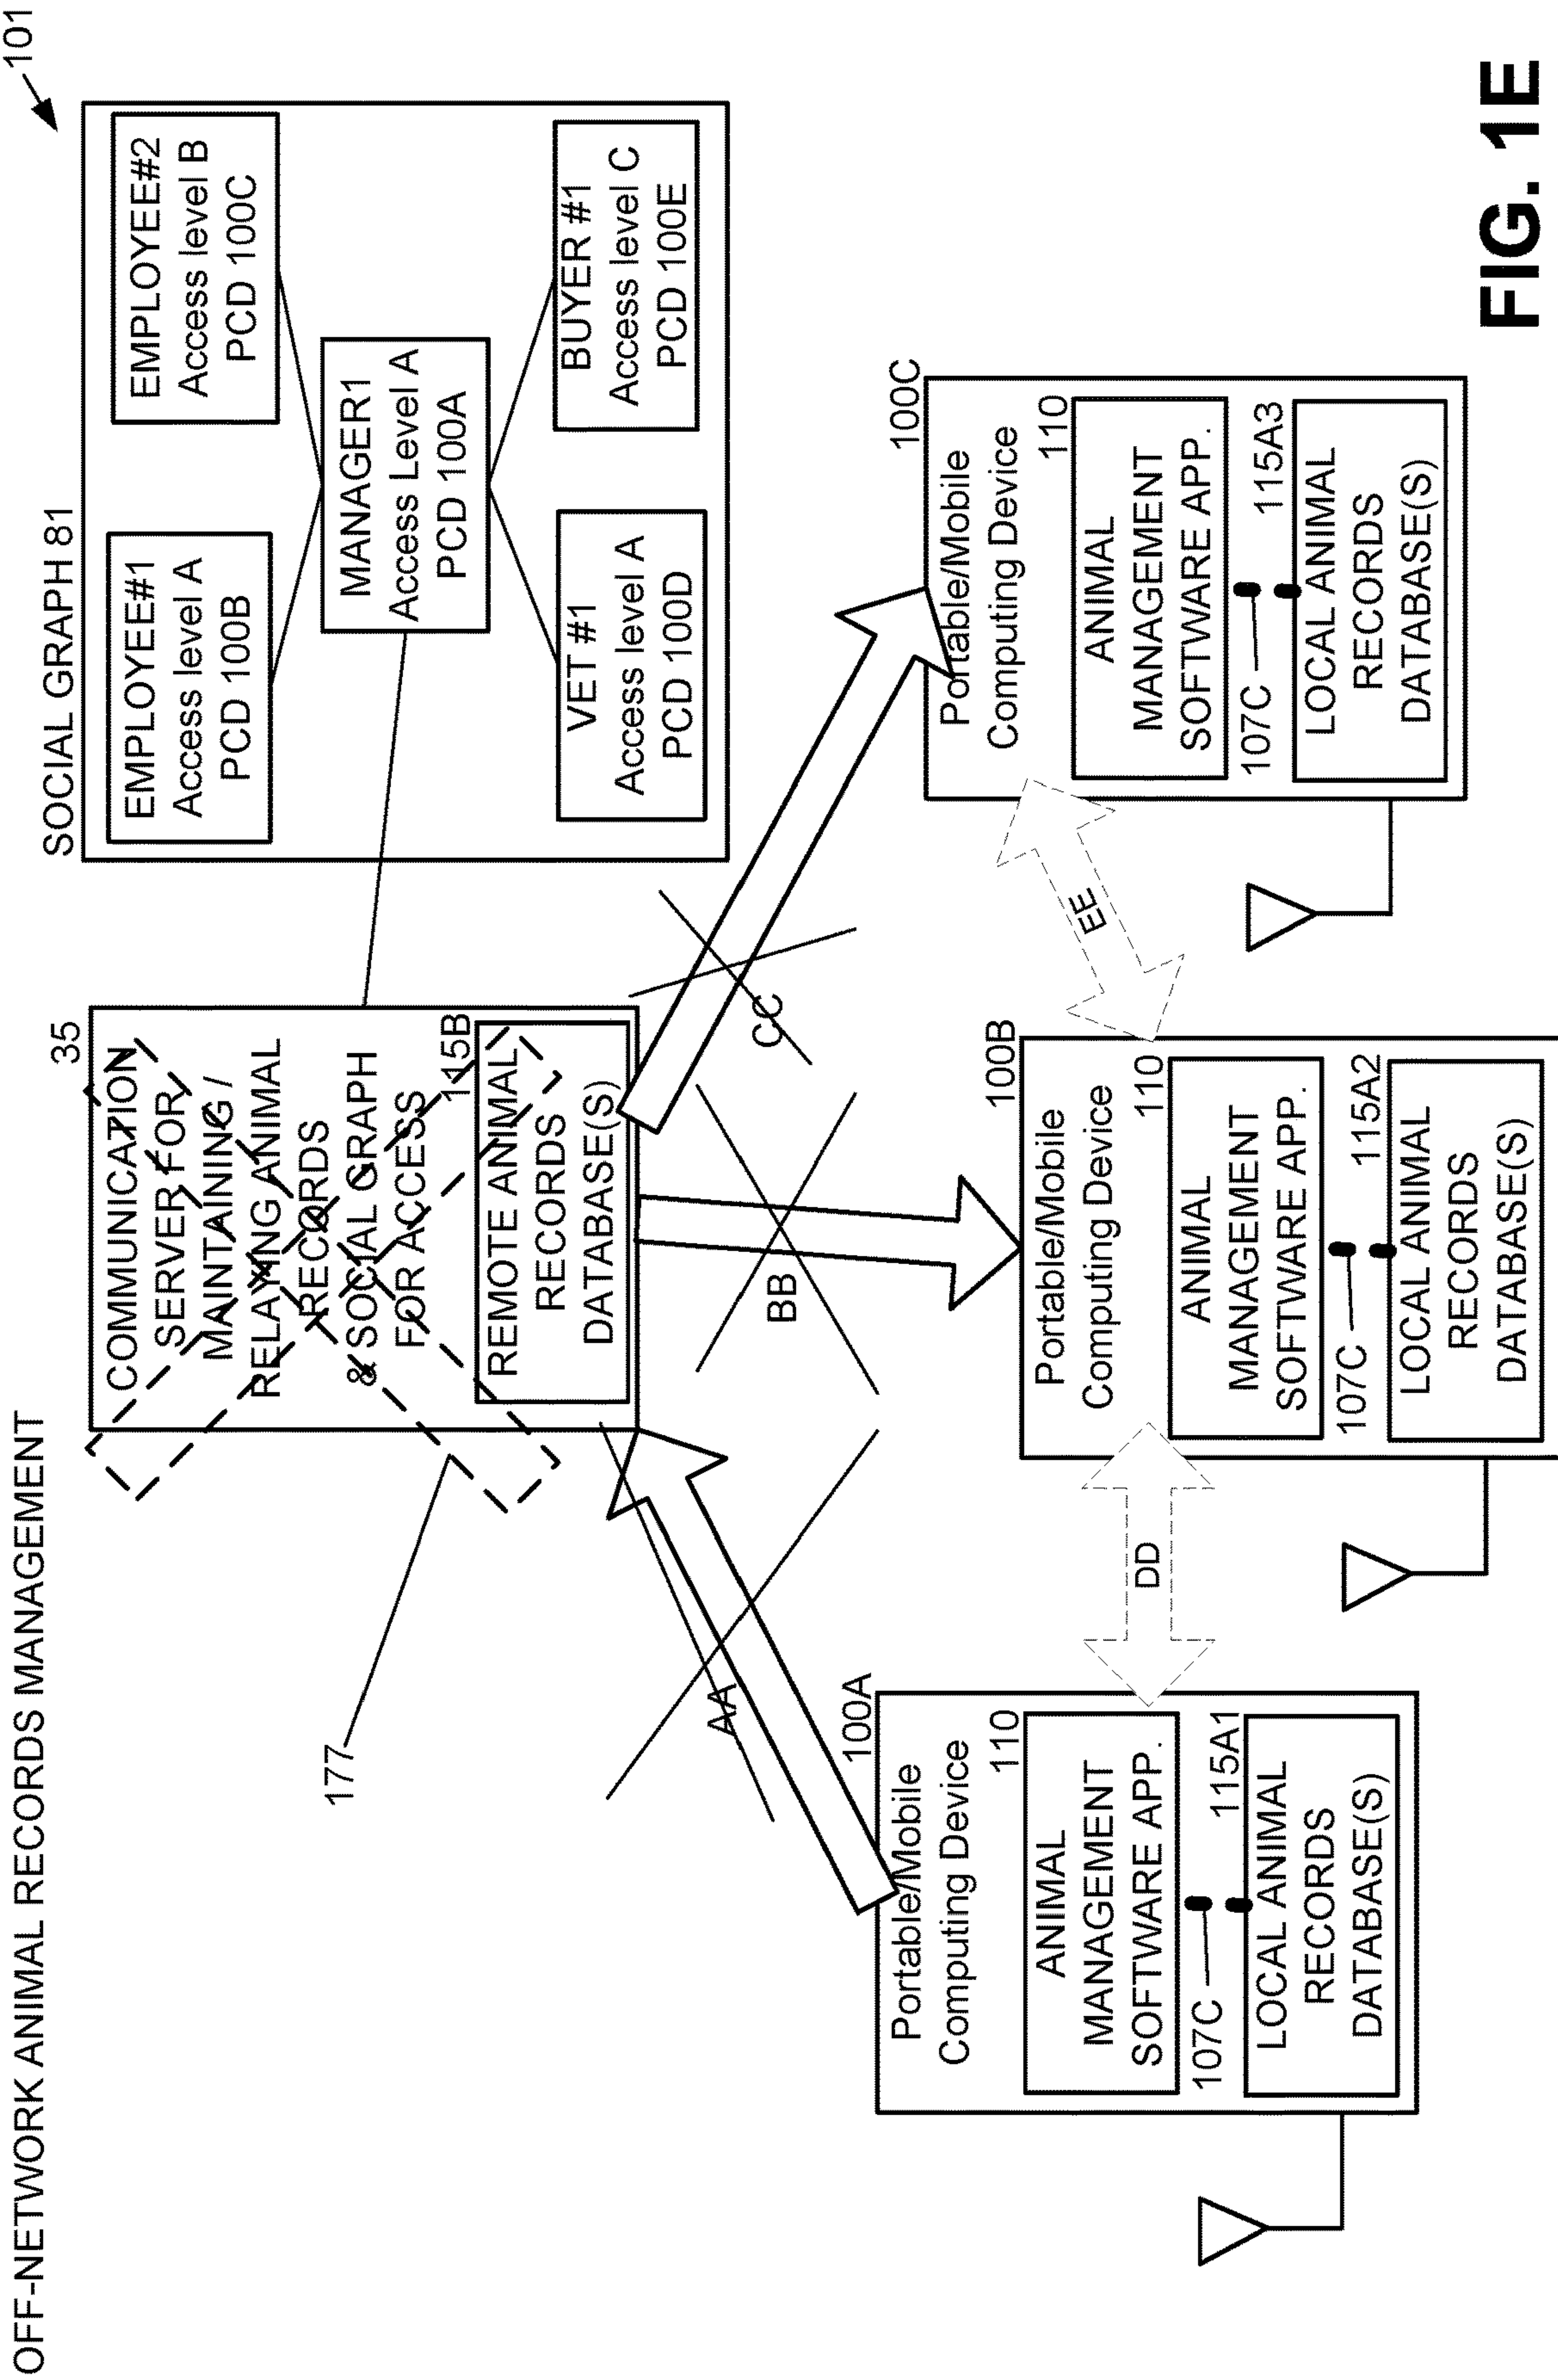 OFF-NETWORK ANIMAL RECORDS MANAGEMENT
101
SOCIAL GRAPH 81
EMPLOYEE#1
Access level A
PCD 100B
EMPLOYEE#2
Access level B
PCD 100C
MANAGER1
Access Level A
PCD 100A
VET #1
Access level A
PCD 100D
BUYER #1
Access level C
PCD 100E
35
COMMUNICATION
SERVER FOR
MAINTAINING /
RELAYING ANIMAL
RECORDS
& SOCIAL GRAPH
FOR ACCESS
115B
REMOTE ANIMAL
RECORDS
DATABASE(S)
177
AA
BB
CC
100A
Portable/Mobile
Computing Device
110
ANIMAL
MANAGEMENT
SOFTWARE APP.
107C
115A1
LOCAL ANIMAL
RECORDS
DATABASE(S)
DD
100B
Portable/Mobile
Computing Device
110
ANIMAL
MANAGEMENT
SOFTWARE APP.
107C
115A2
LOCAL ANIMAL
RECORDS
DATABASE(S)
EE
100C
Portable/Mobile
Computing Device
110
ANIMAL
MANAGEMENT
SOFTWARE APP.
107C
115A3
LOCAL ANIMAL
RECORDS
DATABASE(S)
FIG. 1E